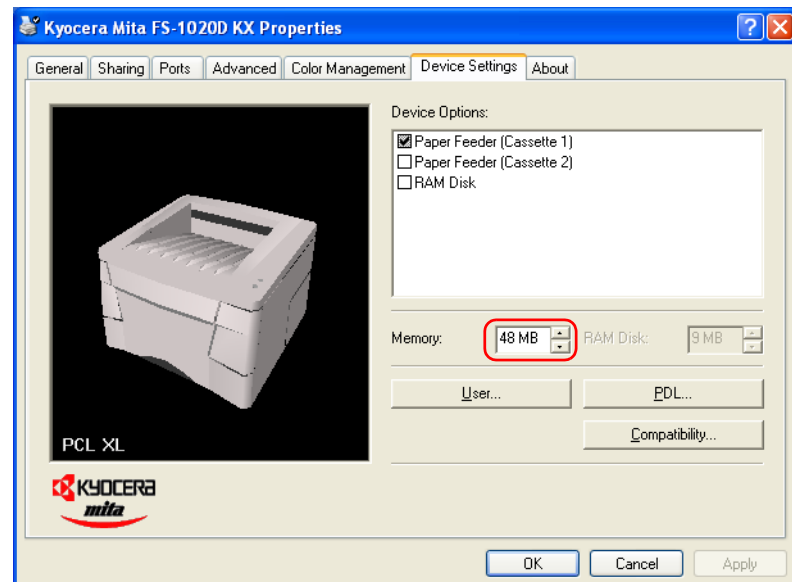 Kyocera Mita FS-1020D KX Properties
General Sharing Ports Advanced Color Management Device Settings About
Device Options:
Paper Feeder (Cassette 1)
Paper Feeder (Cassette 2)
RAM Disk
Memory: 48 MB RAM Disk: 9 MB
User... PDL...
Compatibility...
PCL XL
KYOCERA
mita
OK Cancel Apply